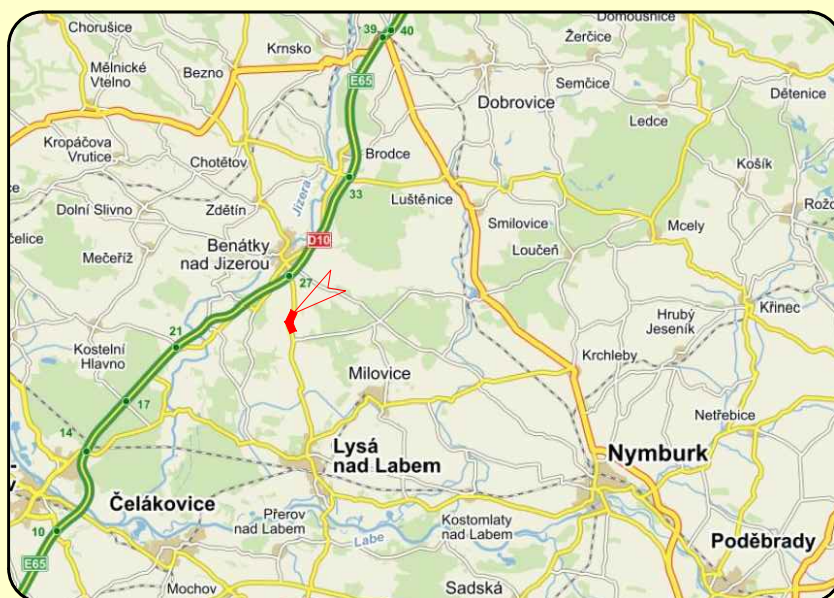 Chorušice
Mělnické
Vtelno
Bezno
Krnsko
39
40
Domousnice
Žerčice
Semčice
Dobrovice
Dětenice
E65
Ledce
Kropáčova
Vrutice
Chotětov
Brodce
33
Košík
Jizera
Luštěnice
Dolní Slivno
Zdětín
Smilovice
Mcely
Rožď
čelice
Mečeříž
Benátky
nad Jizerou
D10
Loučeň
27
Křinec
Hrubý
Jeseník
21
Kostelní
Hlavno
Krchleby
Milovice
17
Netřebice
14
Lysá
nad Labem
Nymburk
Čelákovice
10
Přerov
nad Labem
Kostomlaty
nad Labem
Labe
Poděbrady
E65
Mochov
Sadská